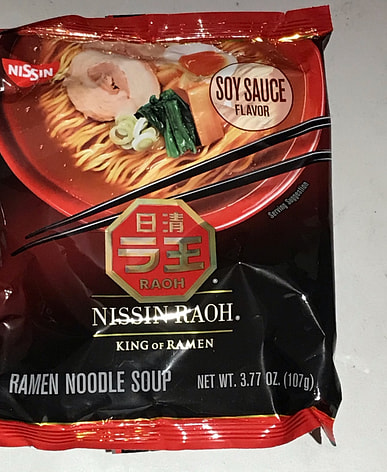 NISSIN
SOY SAUCE
FLAVOR
Serving Suggestion
日清
ラ王
RAOH
®
NISSIN RAOH®
KING OF RAMEN
RAMEN NOODLE SOUP
NET WT. 3.77 OZ. (107g)